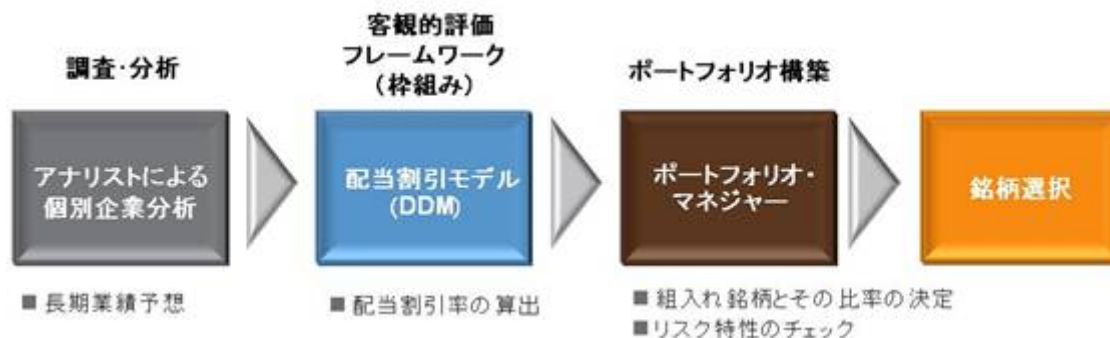 調査・分析
客観的評価
フレームワーク
(枠組み)
ポートフォリオ構築
アナリストによる
個別企業分析
配当割引モデル
(DDM)
ポートフォリオ・
マネジャー
銘柄選択
■ 長期業績予想
■ 配当割引率の算出
■ 組入れ銘柄とその比率の決定
■リスク特性のチェック